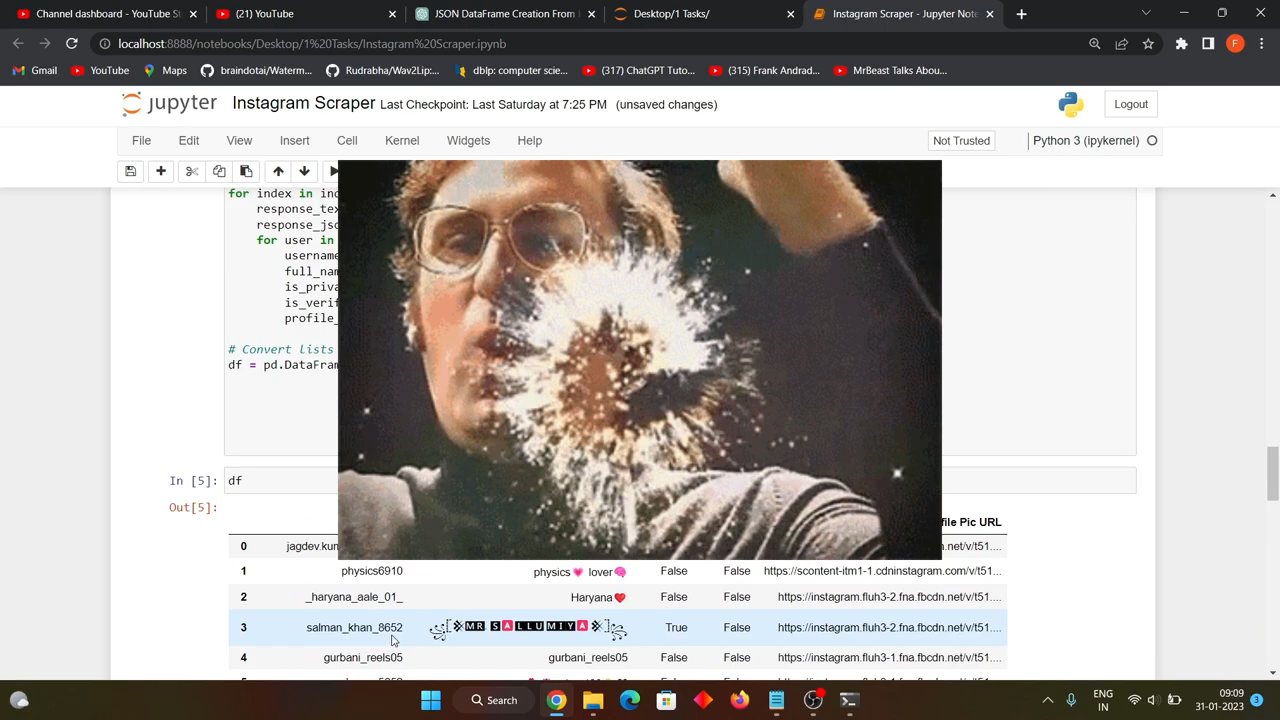 Channel dashboard - YouTube St
(21) YouTube
JSON DataFrame Creation From
Desktop/1 Tasks/
Instagram Scraper - Jupyter Note
localhost:8888/notebooks/Desktop/1%20Tasks/Instagram%20Scraper.ipynb
F
Gmail
YouTube
Maps
braindotai/Waterm...
Rudrabha/Wav2Lip:...
dblp: computer scie...
(317) ChatGPT Tuto...
(315) Frank Andrad...
MrBeast Talks Abou...
jupyter
Instagram Scraper Last Checkpoint: Last Saturday at 7:25 PM (unsaved changes)
Logout
File
Edit
View
Insert
Cell
Kernel
Widgets
Help
Not Trusted
Python 3 (ipykernel)
for index in
response_tex
response_jso
for user in
username
full_nam
is_priva
is_verif
profile_
# Convert lists
df = pd.DataFram
In [5]:
df
Out[5]:
file Pic URL
0 jagdev.kum fbcdn.net/v/t51....
1 physics6910 physics💗 lover🧠 False False https://scontent-itm1-1.cdninstagram.com/v/t51...
2 _haryana_aale_01_ Haryana❤️ False False https://instagram.fluh3-2.fna.fbcdn.net/v/t51....
3 salman_khan_8652 🅼🆁 🆂🅰🅻🅻🆄🅼🅸🆈🅰 True False https://instagram.fluh3-2.fna.fbcdn.net/v/t51....
4 gurbani_reels05 gurbani_reels05 False False https://instagram.fluh3-1.fna.fbcdn.net/v/t51....
Search
ENG
IN
09:09
31-01-2023
3